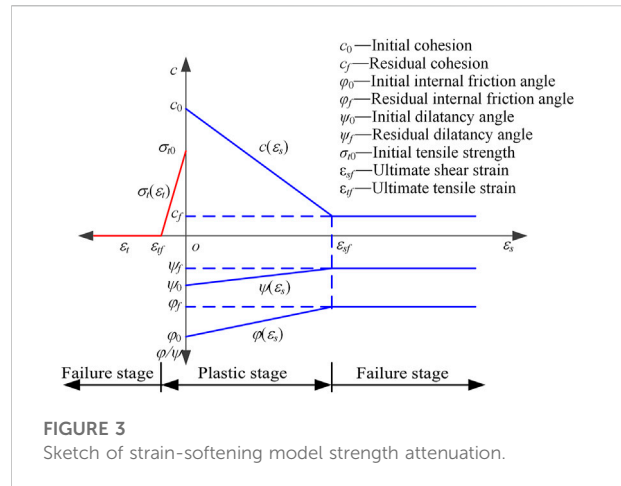 c₀—Initial cohesion
c_f—Residual cohesion
φ₀—Initial internal friction angle
φ_f—Residual internal friction angle
ψ₀—Initial dilatancy angle
ψ_f—Residual dilatancy angle
σ_t0—Initial tensile strength
ε_sf—Ultimate shear strain
ε_tf—Ultimate tensile strain
c
c₀
σ_t0
c(ε_s)
σ_t(ε_t)
c_f
ε_t ε_tf o ε_sf ε_s
ψ_f
ψ₀ ψ(ε_s)
φ_f
φ₀ φ(ε_s)
φ/ψ
Failure stage Plastic stage Failure stage
FIGURE 3
Sketch of strain-softening model strength attenuation.